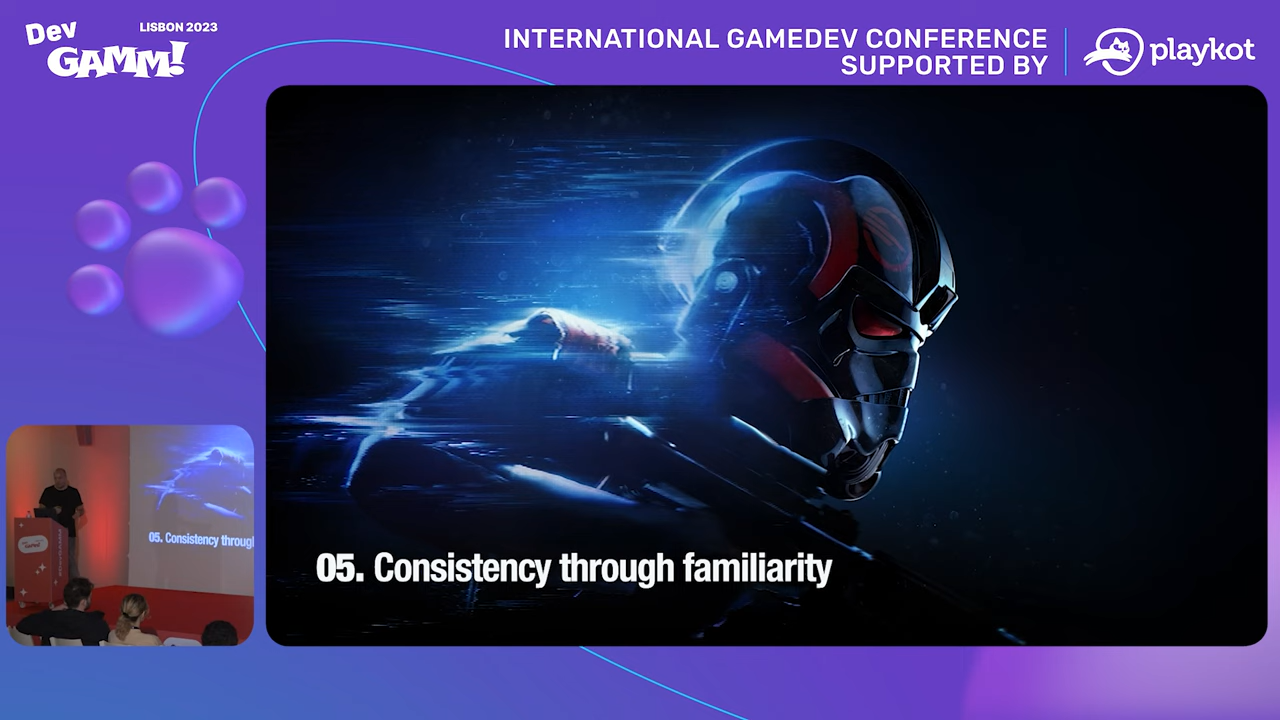 Dev
GAMM!
LISBON 2023
INTERNATIONAL GAMEDEV CONFERENCE
SUPPORTED BY
playkot
05. Consistency through familiarity
05. Consistency throug